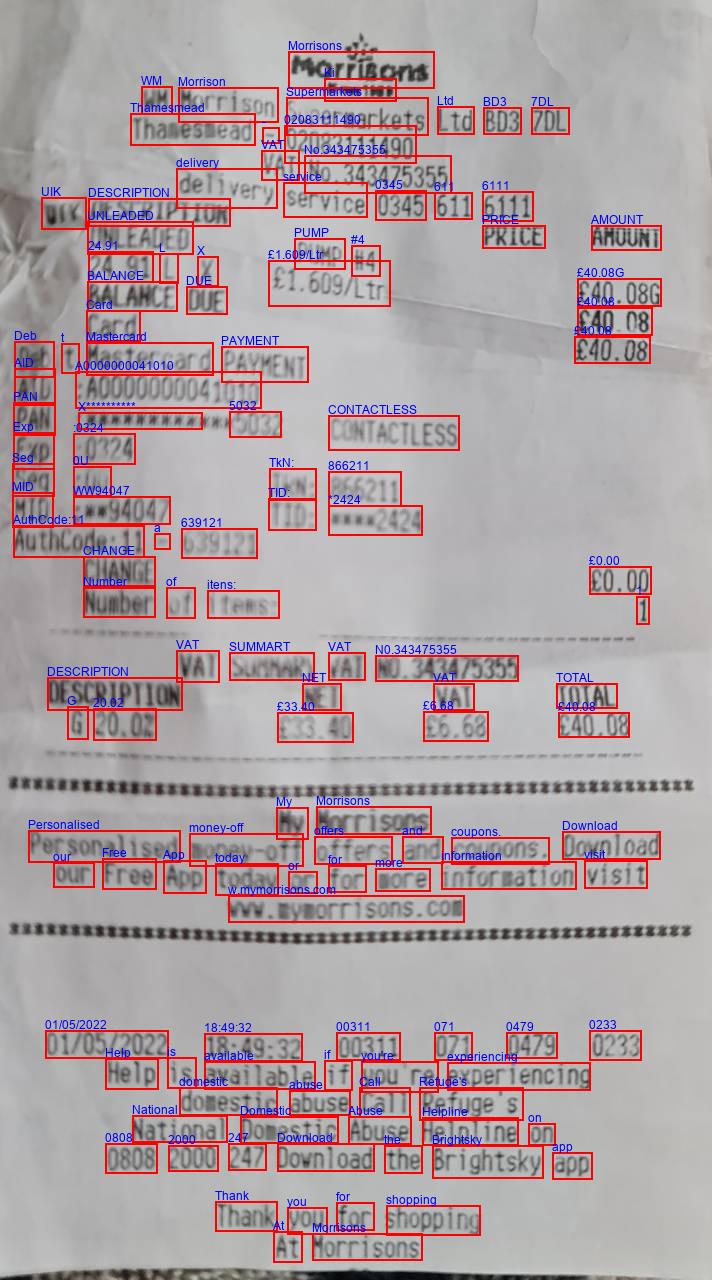 Morrisons
WM Morrison Supermarkets Ltd BD3 7DL
Thamesmead - 02083111490
VAT No.343475355
delivery service 0345 611 6111
DESCRIPTION PRICE AMOUNT
UNLEADED PUMP #4
24.91 L X £1.609/Ltr £40.08G
BALANCE DUE £40.08
Card £40.08
Debit Mastercard PAYMENT
AID :A0000000041010
PAN :************5032 CONTACTLESS
Exp :0324
Seq :00 TKN: 866211
MID :**94047 TID: ****2424
AuthCode:11 - 639121
CHANGE £0.00
Number of items: 1
VAT SUMMARY VAT NO.343475355
DESCRIPTION NET VAT TOTAL
G 20.0% £33.40 £6.68 £40.08
My Morrisons
Personalised money-off offers and coupons. Download
our Free App today or for more information visit
www.mymorrisons.com
01/05/2022 18:49:32 00311 071 0479 0233
Help is available if you're experiencing
domestic abuse Call Refuge's
National Domestic Abuse Helpline on
0808 2000 247 Download the Brightsky app
Thank you for shopping
At Morrisons